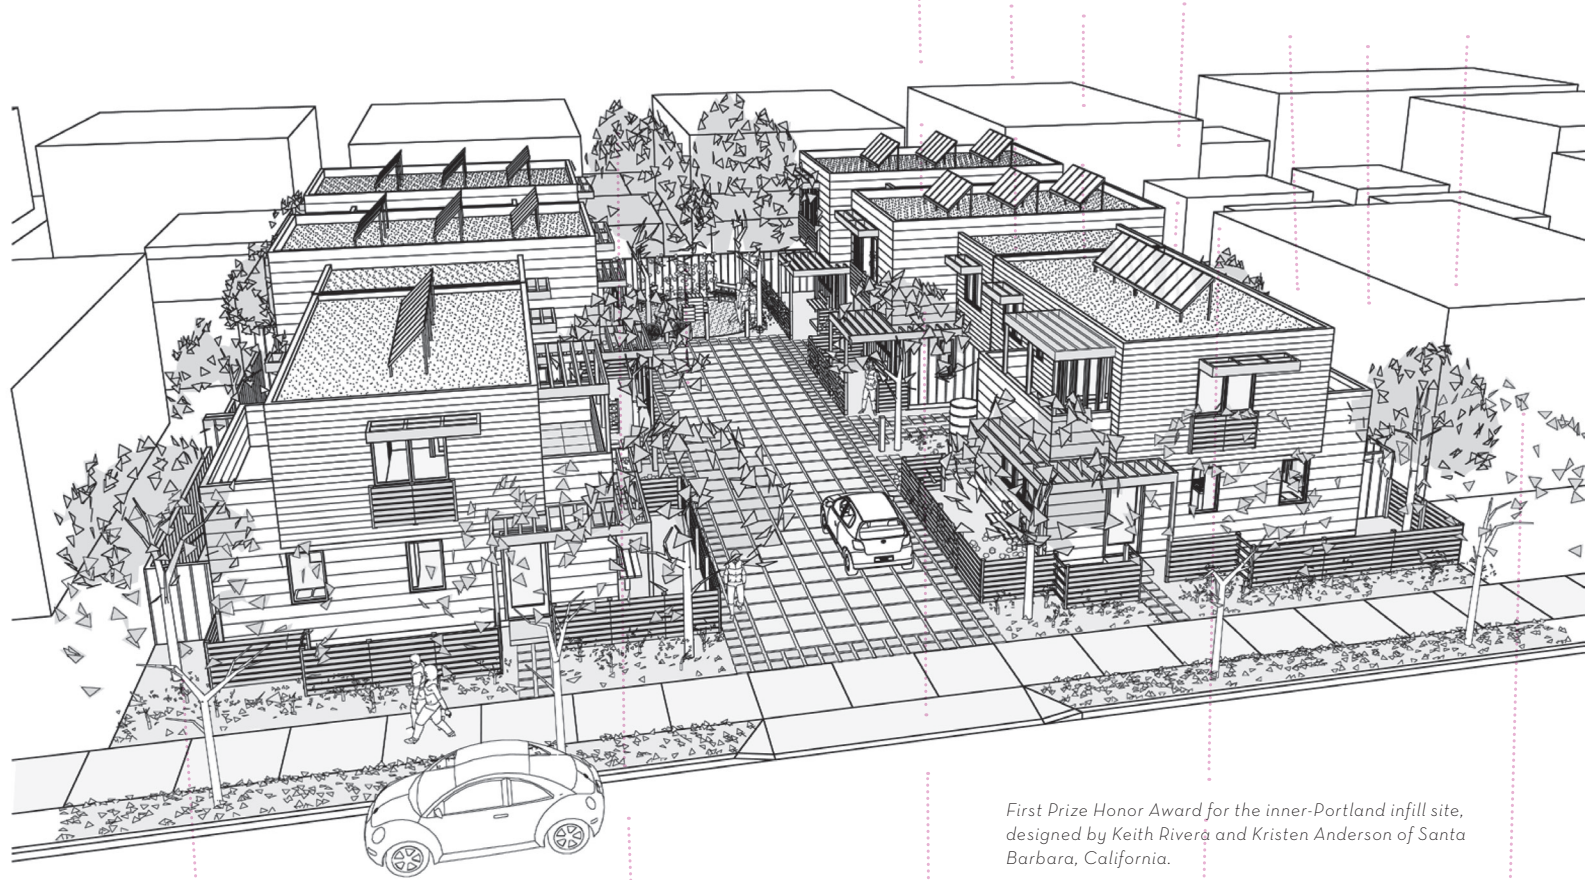 First Prize Honor Award for the inner-Portland infill site,
designed by Keith Rivera and Kristen Anderson of Santa
Barbara, California.